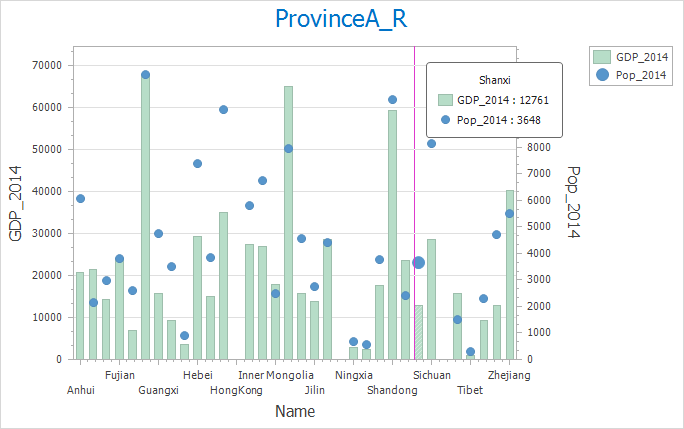 ProvinceA_R
GDP_2014
Pop_2014
Shanxi
GDP_2014 : 12761
Pop_2014 : 3648
70000
60000
50000
40000
30000
20000
10000
0
8000
7000
6000
5000
4000
3000
2000
1000
0
GDP_2014
Pop_2014
Fujian Hebei Inner Mongolia Ningxia Sichuan Zhejiang
Anhui Guangxi HongKong Jilin Shandong Tibet
Name